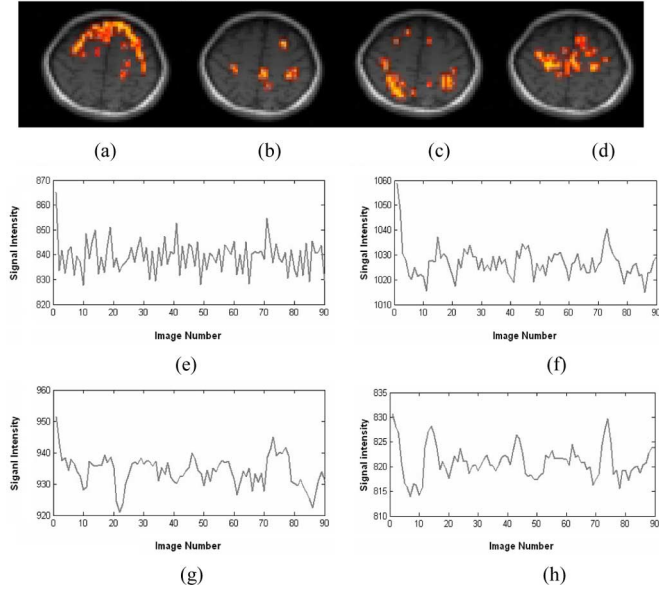 (a) (b) (c) (d)
870
860
850
840
830
820
0 10 20 30 40 50 60 70 80 90
Signal Intensity
Image Number
(e)
1060
1050
1040
1030
1020
1010
0 10 20 30 40 50 60 70 80 90
Singal Intensity
Image Number
(f)
960
950
940
930
920
0 10 20 30 40 50 60 70 80 90
Siganl Intensity
Image Number
(g)
835
830
825
820
815
810
0 10 20 30 40 50 60 70 80 90
Signal intensity
Image Number
(h)